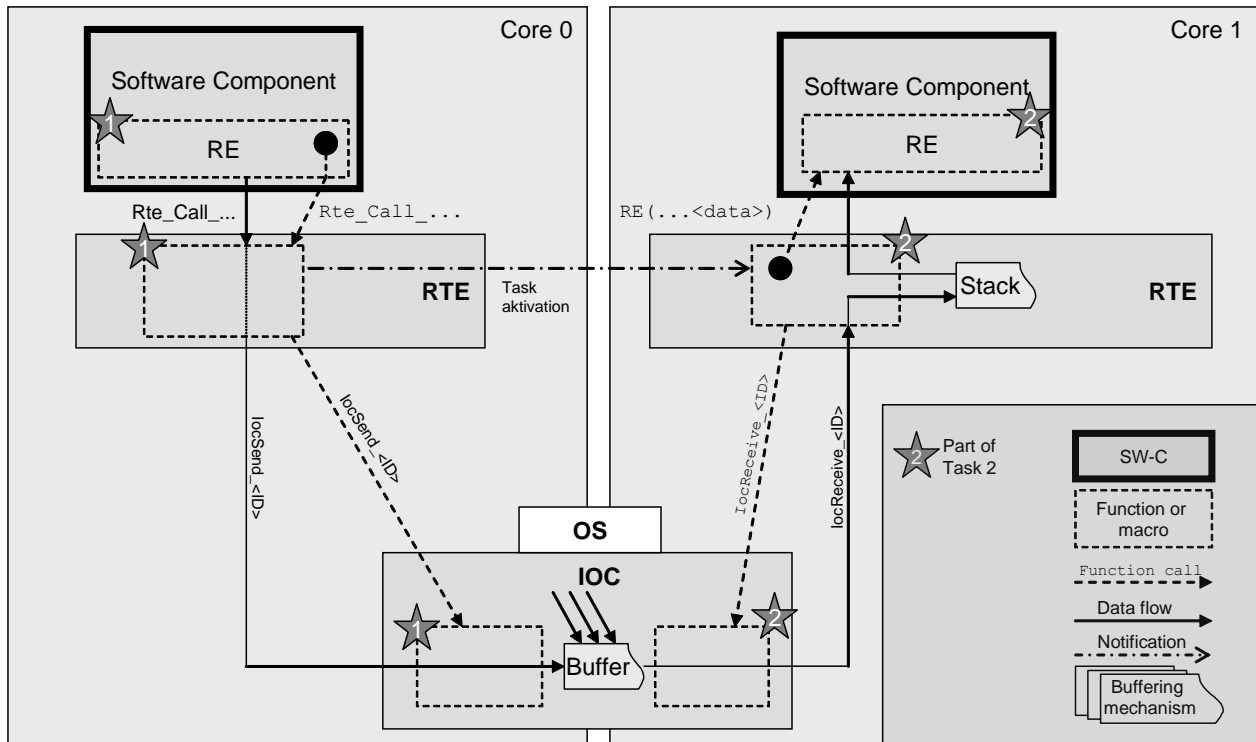 Core 0
Software Component
1
RE
Rte_Call_...
Rte_Call_...
1
RTE
Task
aktivation
IocSend_<ID>
IocSend_<ID>
Core 1
Software Component
2
RE
RE(...<data>)
2
Stack
RTE
IocReceive_<ID>
IocReceive_<ID>
OS
IOC
1
Buffer
2
2
Part of
Task 2
SW-C
Function or
macro
Function call
Data flow
Notification
Buffering
mechanism